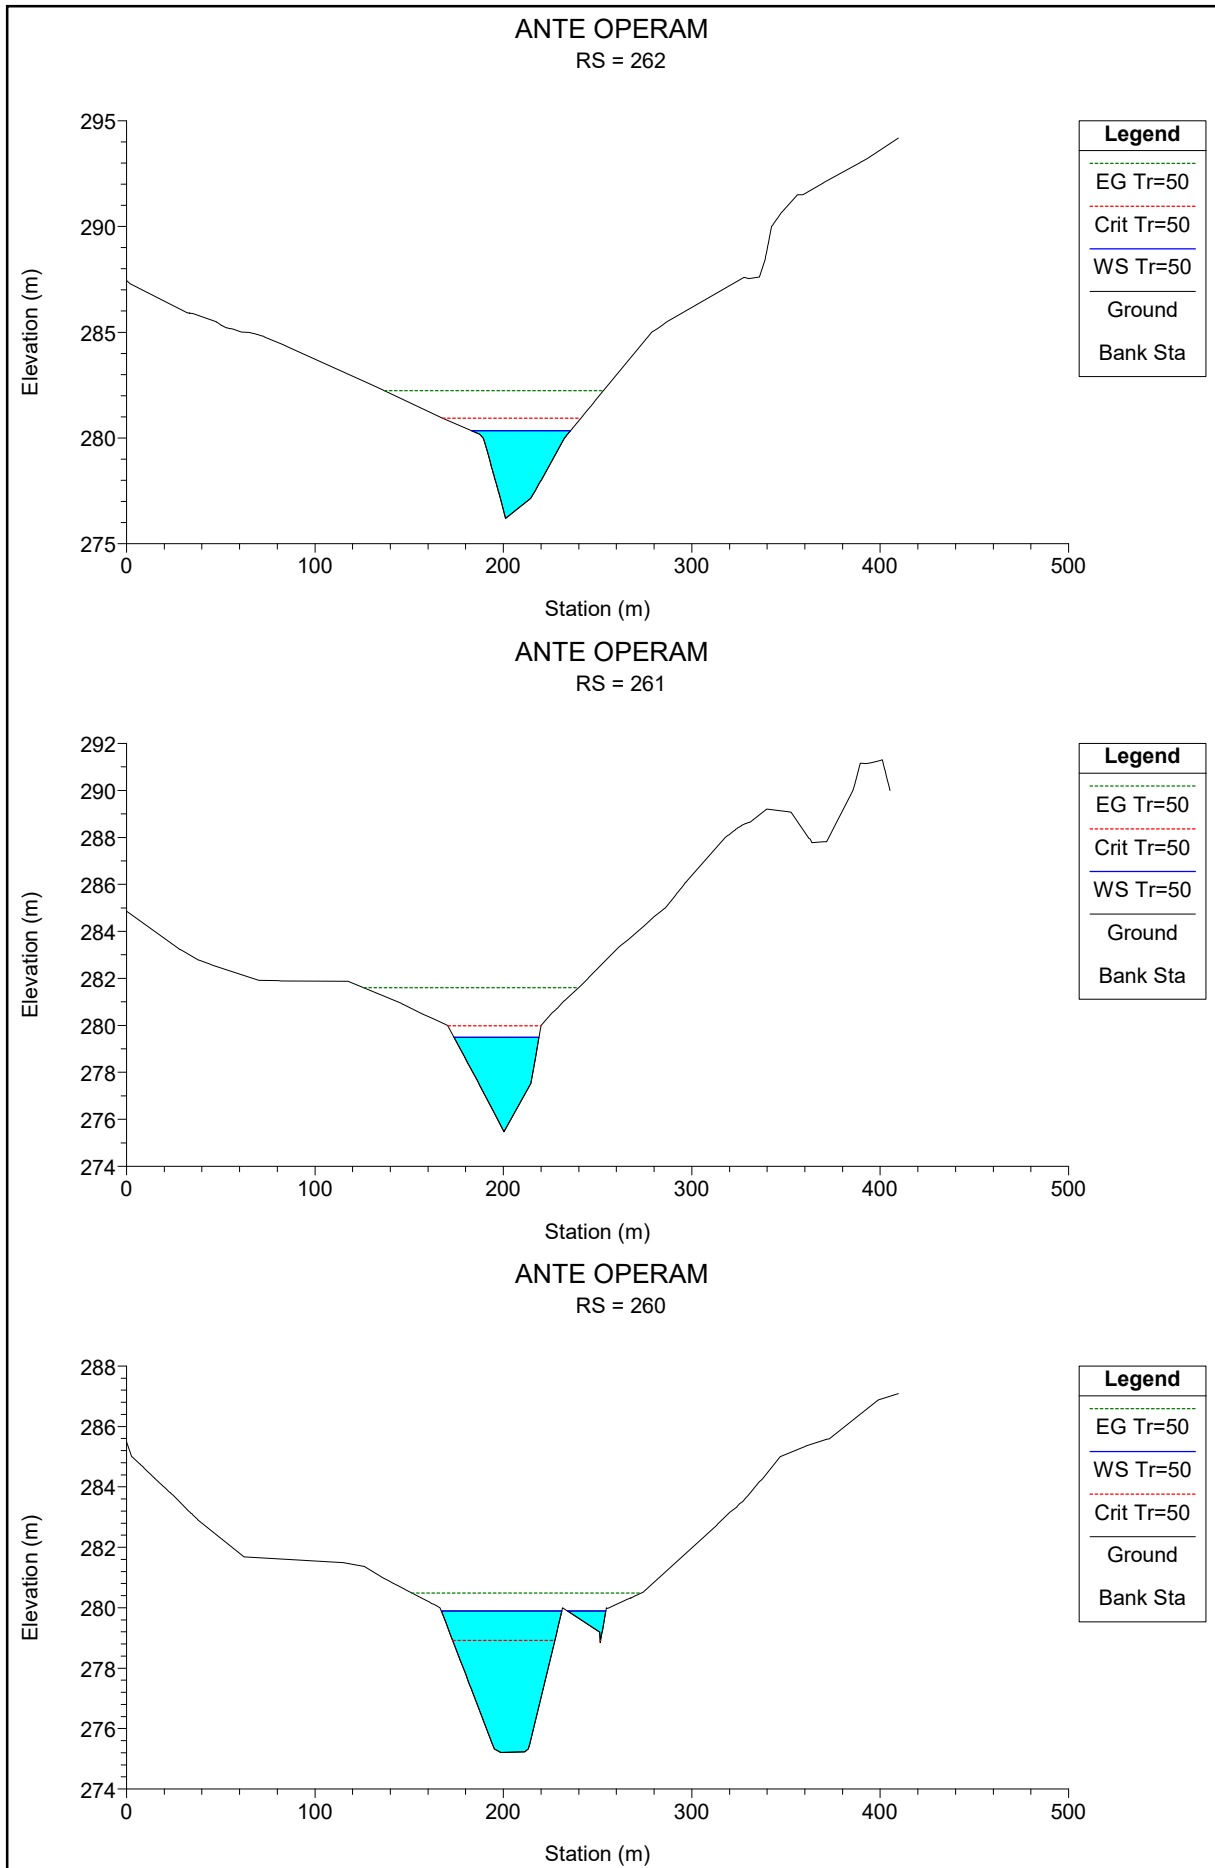 ANTE OPERAM
RS = 262
Elevation (m)
295
290
285
280
275
0 100 200 300 400 500
Station (m)
Legend
EG Tr=50
Crit Tr=50
WS Tr=50
Ground
Bank Sta
ANTE OPERAM
RS = 261
Elevation (m)
292
290
288
286
284
282
280
278
276
274
0 100 200 300 400 500
Station (m)
Legend
EG Tr=50
Crit Tr=50
WS Tr=50
Ground
Bank Sta
ANTE OPERAM
RS = 260
Elevation (m)
288
286
284
282
280
278
276
274
0 100 200 300 400 500
Station (m)
Legend
EG Tr=50
WS Tr=50
Crit Tr=50
Ground
Bank Sta